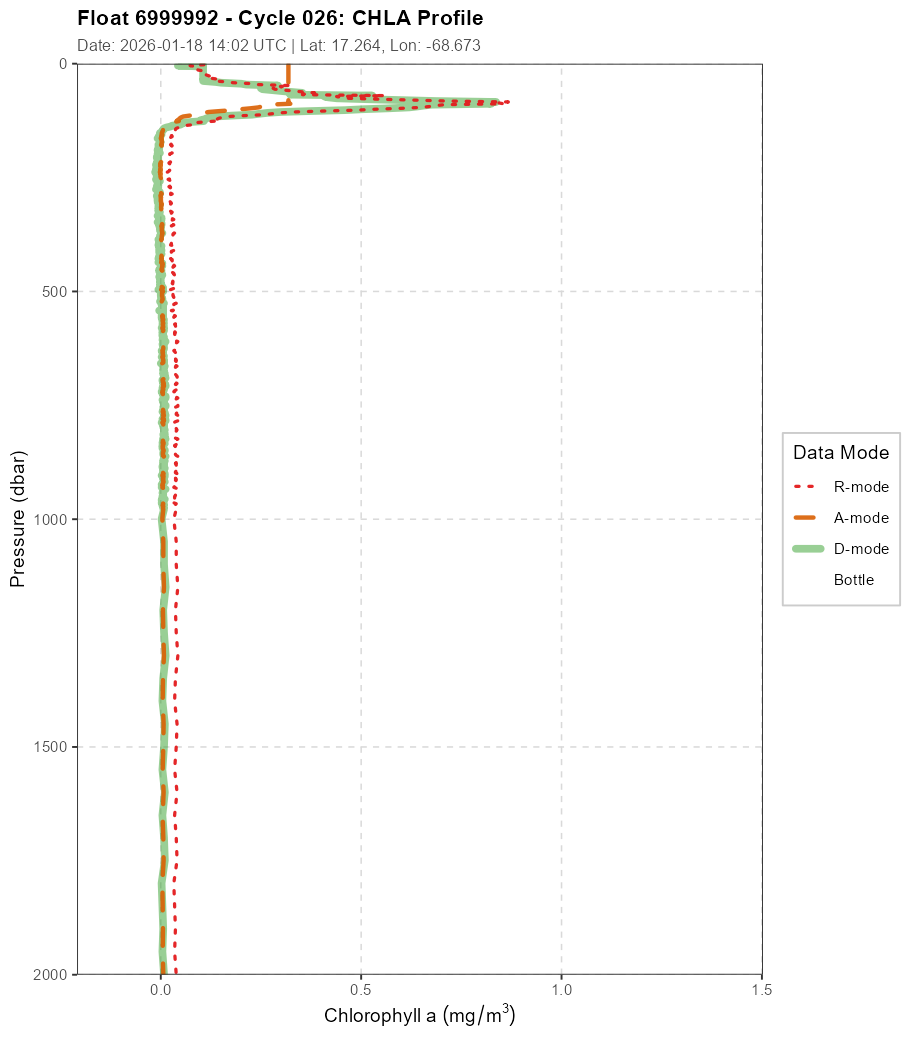 Float 6999992 - Cycle 026: CHLA Profile
Date: 2026-01-18 14:02 UTC | Lat: 17.264, Lon: -68.673
0
500
1000
1500
2000
Pressure (dbar)
0.0 0.5 1.0 1.5
Chlorophyll a (mg/m³)
Data Mode
R-mode
A-mode
D-mode
Bottle